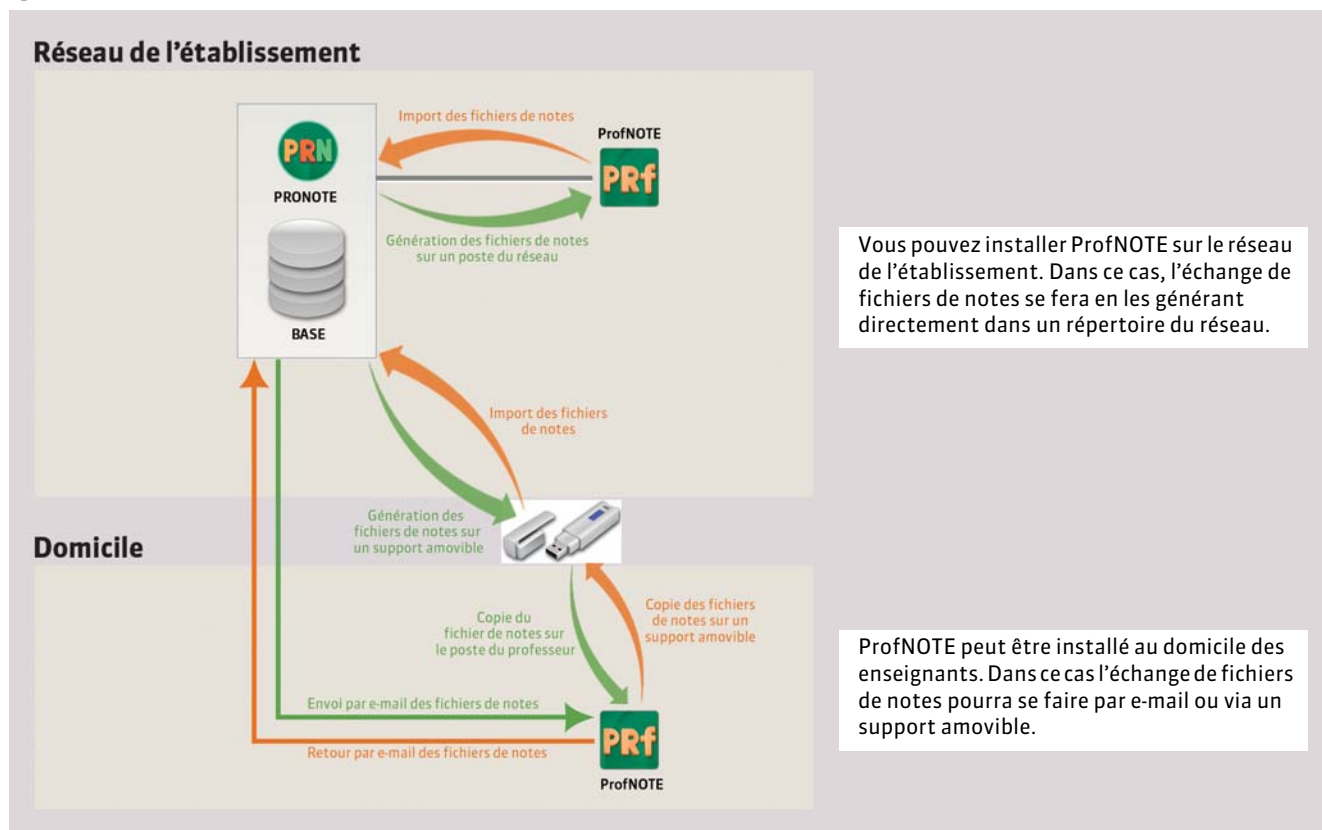 Réseau de l'établissement
Import des fichiers de notes
ProfNOTE
PRN
PRf
PRONOTE
Génération des fichiers de notes
sur un poste du réseau
BASE
Vous pouvez installer ProfNOTE sur le réseau
de l'établissement. Dans ce cas, l'échange de
fichiers de notes se fera en les générant
directement dans un répertoire du réseau.
Import des fichiers
de notes
Génération des
fichiers de notes sur
un support amovible
Domicile
Copie du
fichier de notes sur
le poste du professeur
Copie des fichiers
de notes sur un
support amovible
ProfNOTE peut être installé au domicile des
enseignants. Dans ce cas l'échange de fichiers
de notes pourra se faire par e-mail ou via un
support amovible.
Envoi par e-mail des fichiers de notes
Retour par e-mail des fichiers de notes
PRf
ProfNOTE